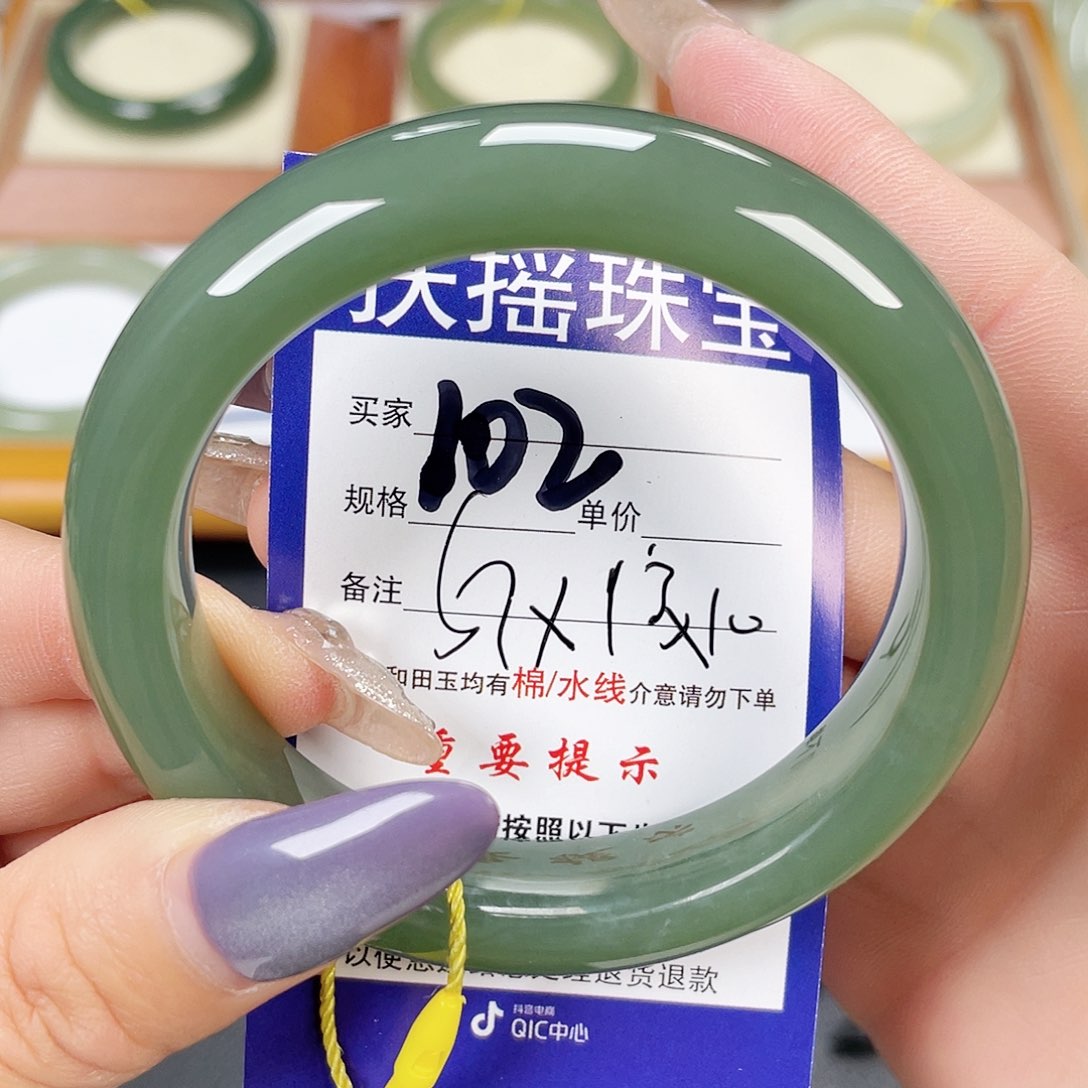 扶摇珠宝
买家 102
规格 单价
备注 57x13x10
和田玉均有棉/水线介意请勿下单
重要提示
按照以下
以便您
退货退款
抖音电商
QIC中心